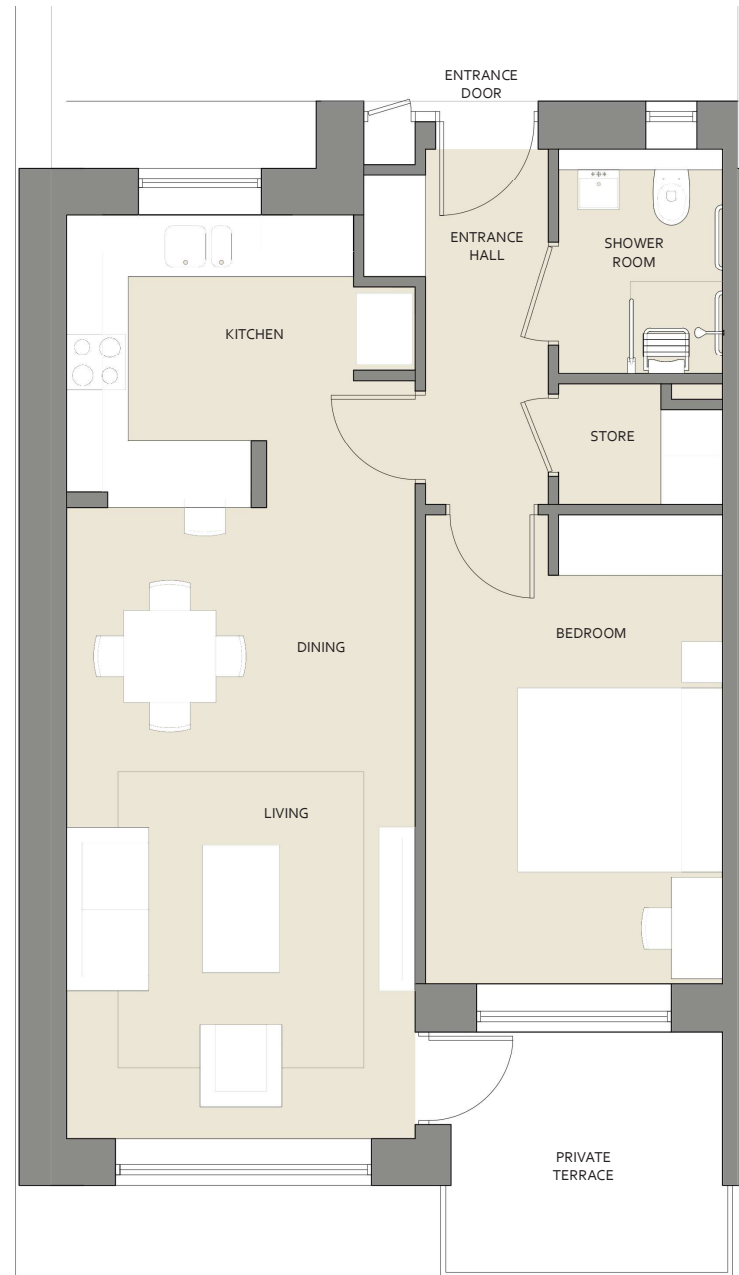 ENTRANCE
DOOR
ENTRANCE
HALL
SHOWER
ROOM
KITCHEN
STORE
DINING
BEDROOM
LIVING
PRIVATE
TERRACE